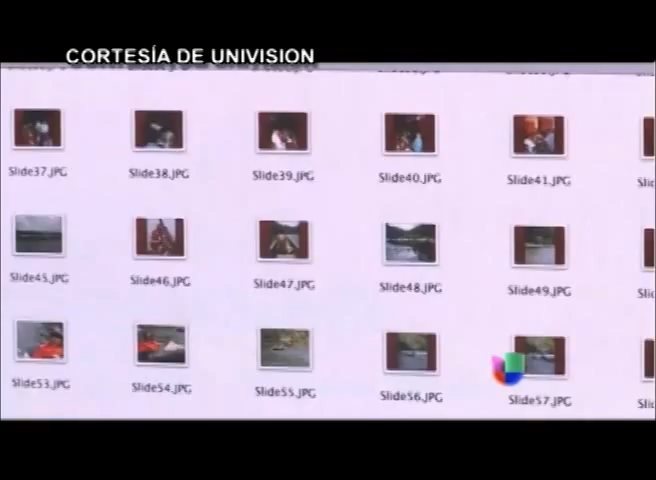 CORTESÍA DE UNIVISION
Slide37.JPG Slide38.JPG Slide39.JPG Slide40.JPG Slide41.JPG
Slide45.JPG Slide46.JPG Slide47.JPG Slide48.JPG Slide49.JPG
Slide53.JPG Slide54.JPG Slide55.JPG Slide56.JPG Slide57.JPG